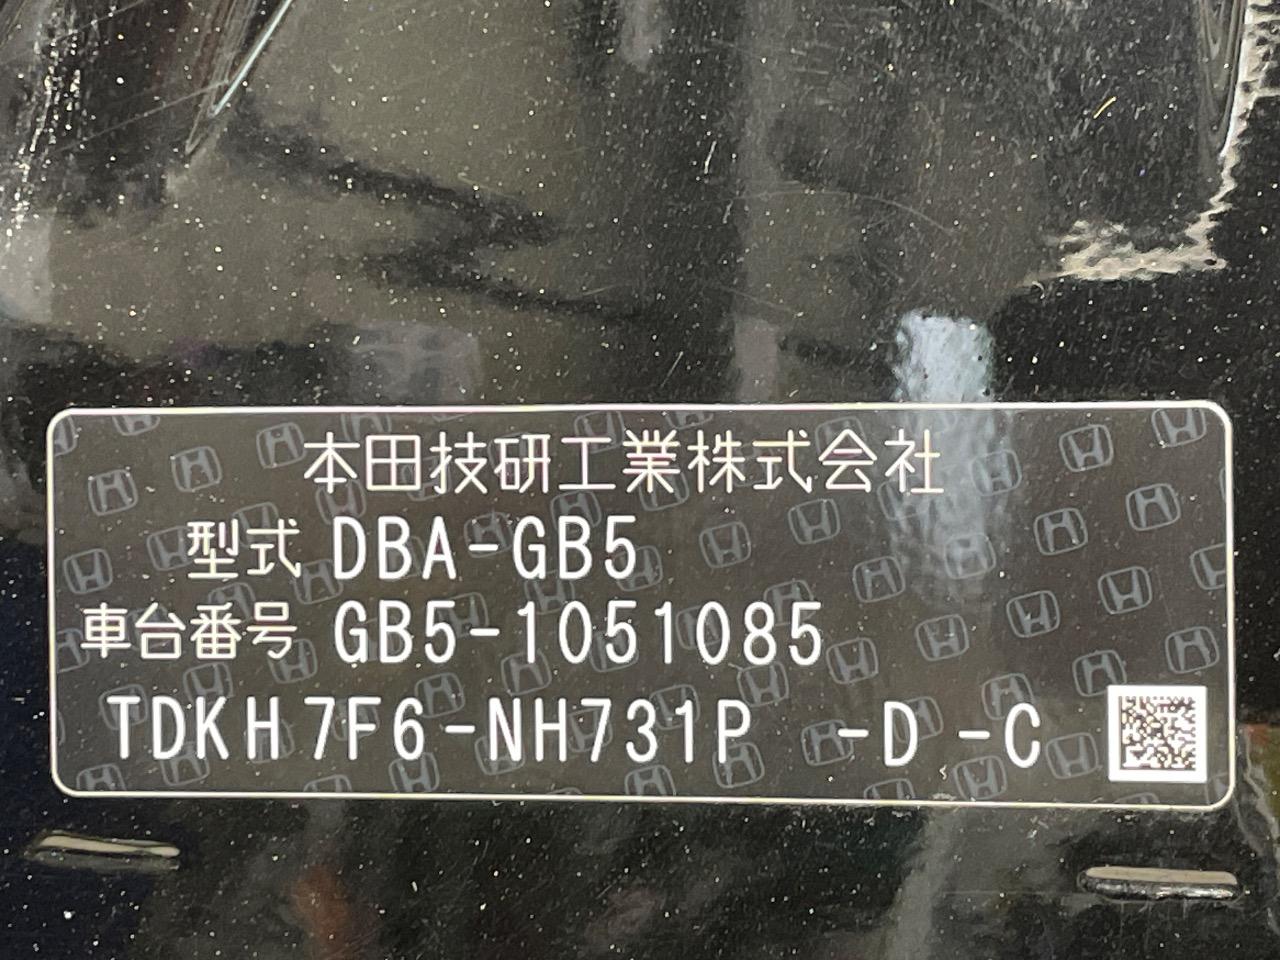 本田技研工業株式会社
型式 DBA-GB5
車台番号 GB5-1051085
TDKH7F6-NH731P -D -C